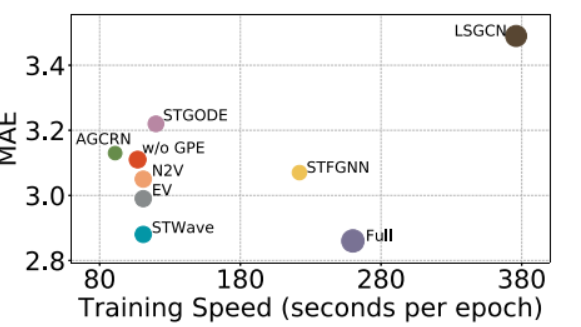 LSGCN
3.4
STGODE
3.2
AGCRN
w/o GPE
N2V
STFGNN
EV
3.0
STWave
Full
2.8
MAE
80 180 280 380
Training Speed (seconds per epoch)